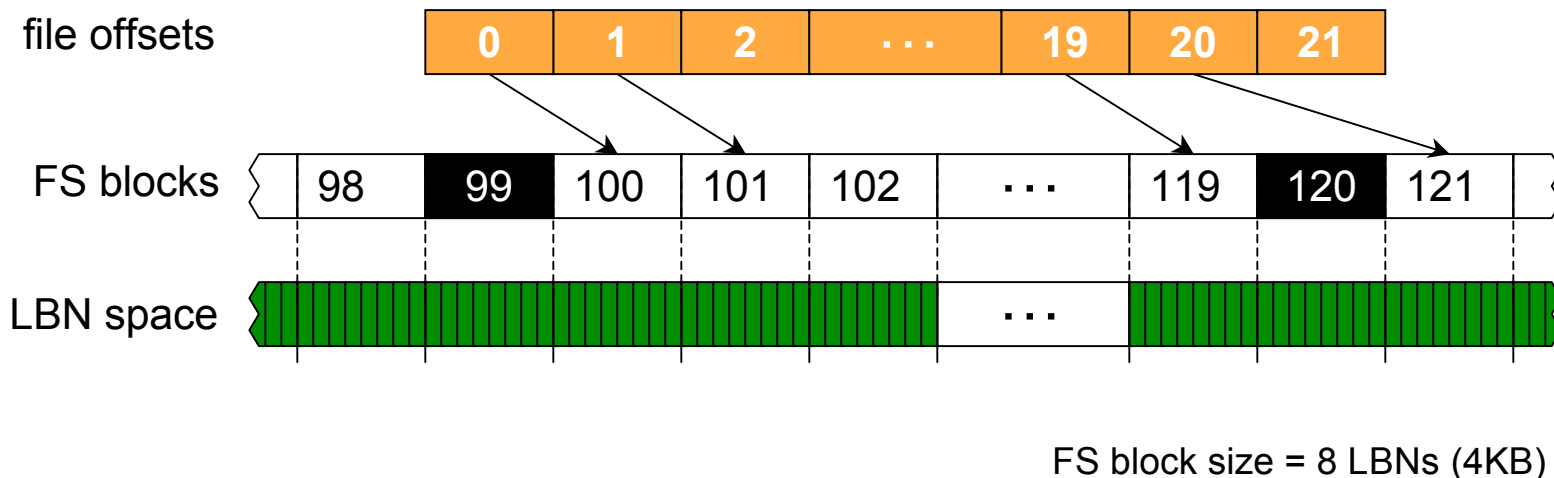 file offsets 0 1 2 ... 19 20 21
FS blocks 98 99 100 101 102 ... 119 120 121
LBN space ...
FS block size = 8 LBNs (4KB)